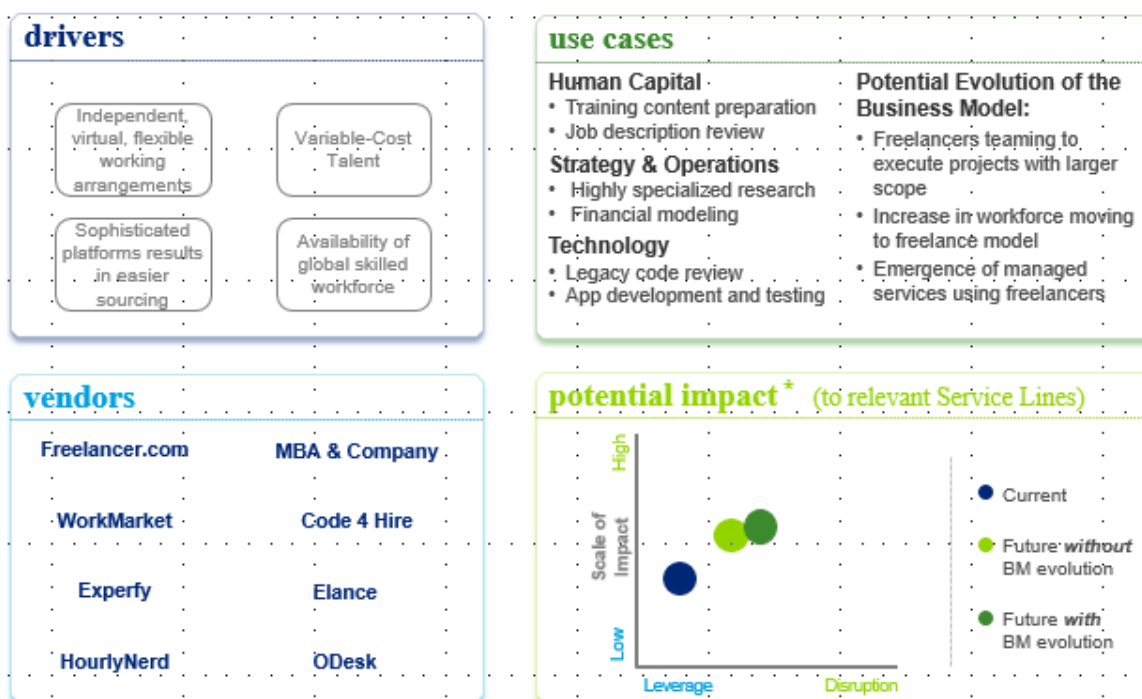 drivers
Independent,
virtual, flexible
working
arrangements
Variable-Cost
Talent
Sophisticated
platforms results
in easier
sourcing
Availability of
global skilled
workforce
use cases
Human Capital
• Training content preparation
• Job description review
Strategy & Operations
• Highly specialized research
• Financial modeling
Technology
• Legacy code review
• App development and testing
Potential Evolution of the
Business Model:
• Freelancers teaming to
execute projects with larger
scope
• Increase in workforce moving
to freelance model
• Emergence of managed
services using freelancers
vendors
Freelancer.com
MBA & Company
WorkMarket
Code 4 Hire
Experfy
Elance
HourlyNerd
ODesk
potential impact * (to relevant Service Lines)
High
Scale of
Impact
Low
Leverage
Disruption
Current
Future without
BM evolution
Future with
BM evolution